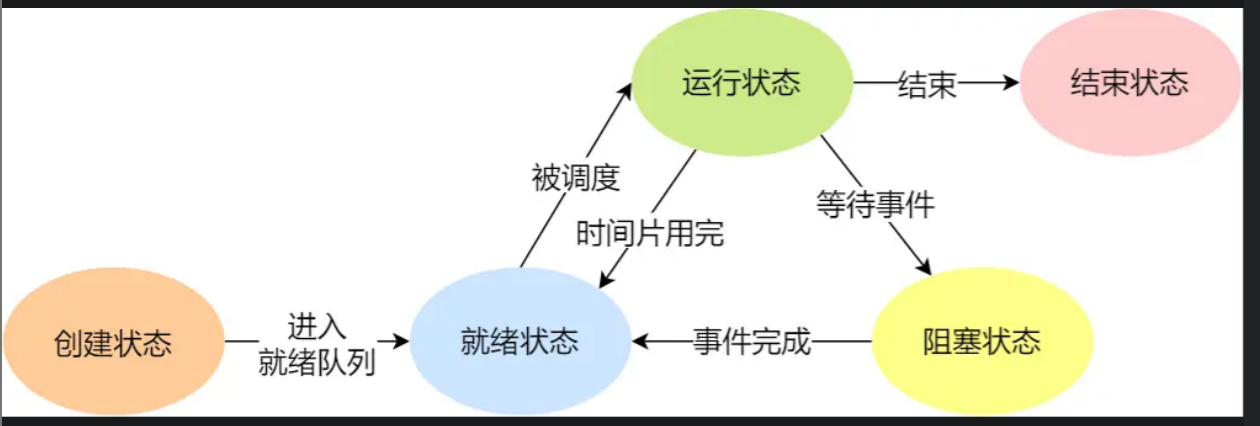 运行状态
结束
结束状态
被调度
时间片用完
等待事件
创建状态
进入
就绪队列
就绪状态
事件完成
阻塞状态